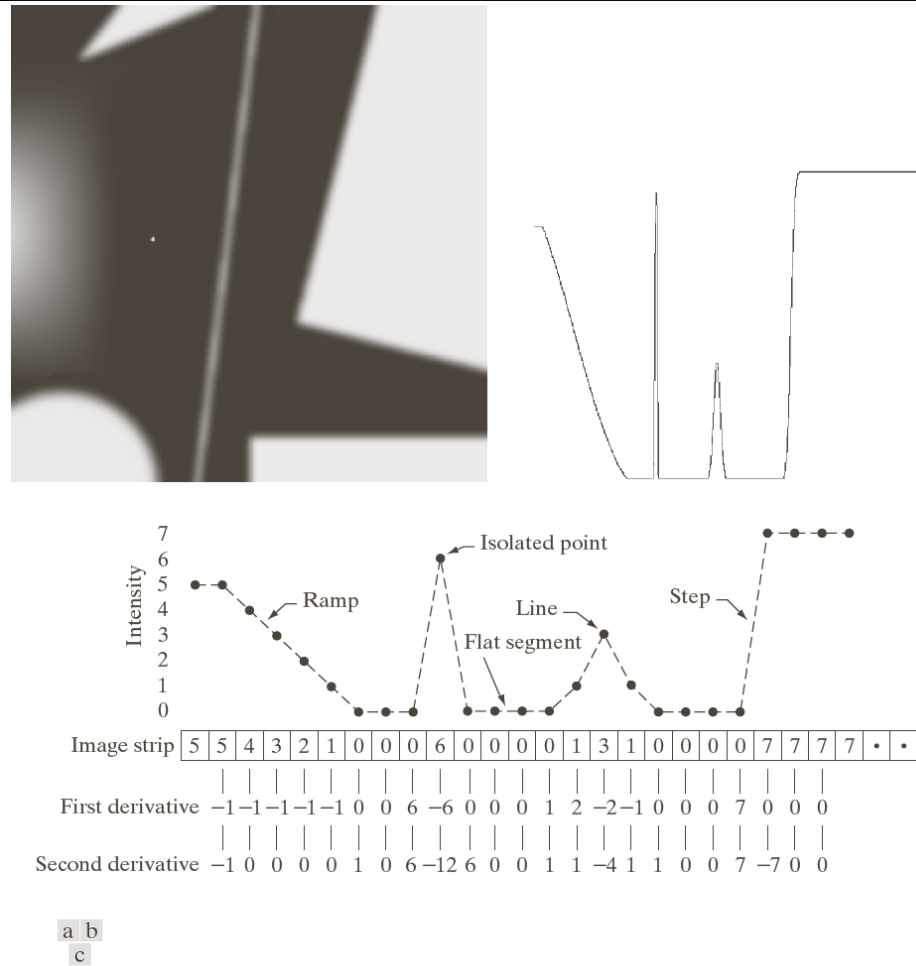 7
6
5
4
3
2
1
0
Intensity
Ramp
Isolated point
Flat segment
Line
Step
Image strip 5 5 4 3 2 1 0 0 0 6 0 0 0 0 1 3 1 0 0 0 0 7 7 7 7 • •
First derivative −1 −1 −1 −1 −1 0 0 6 −6 0 0 0 1 2 −2 −1 0 0 0 7 0 0 0
Second derivative −1 0 0 0 0 1 0 6 −12 6 0 0 1 1 −4 1 1 0 0 7 −7 0 0
a b
c